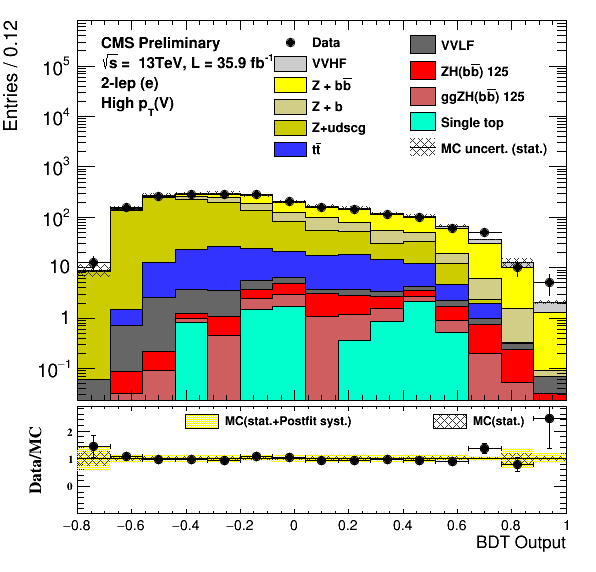 Entries / 0.12
10⁵
10⁴
10³
10²
10
1
10⁻¹
CMS Preliminary
√s = 13TeV, L = 35.9 fb⁻¹
2-lep (e)
High p_T(V)
Data
VVHF
Z + bb̅
Z + b
Z+udscg
tt̅
VVLF
ZH(bb̅) 125
ggZH(bb̅) 125
Single top
MC uncert. (stat.)
Data/MC
2
1
0
MC(stat.+Postfit syst.)
MC(stat.)
−0.8 −0.6 −0.4 −0.2 0 0.2 0.4 0.6 0.8 1
BDT Output